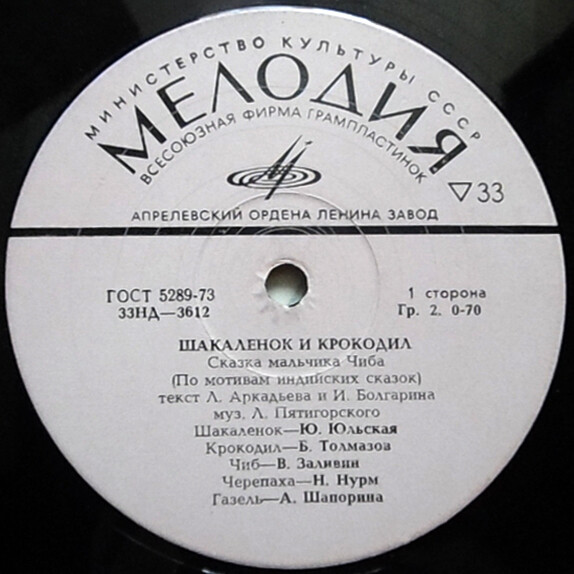 МИНИСТЕРСТВО КУЛЬТУРЫ СССР
МЕЛОДИЯ
ВСЕСОЮЗНАЯ ФИРМА ГРАМПЛАСТИНОК
33
АПРЕЛЕВСКИЙ ОРДЕНА ЛЕНИНА ЗАВОД
ГОСТ 5289-73
33НД—3612
1 сторона
Гр. 2. 0-70
ШАКАЛЕНОК И КРОКОДИЛ
Сказка мальчика Чиба
(По мотивам индийских сказок)
текст Л. Аркадьева и И. Болгарина
муз. Л. Пятигорского
Шакаленок—Ю. Юльская
Крокодил—Б. Толмазов
Чиб—В. Заливин
Черепаха—Н. Нурм
Газель—А. Шапорина